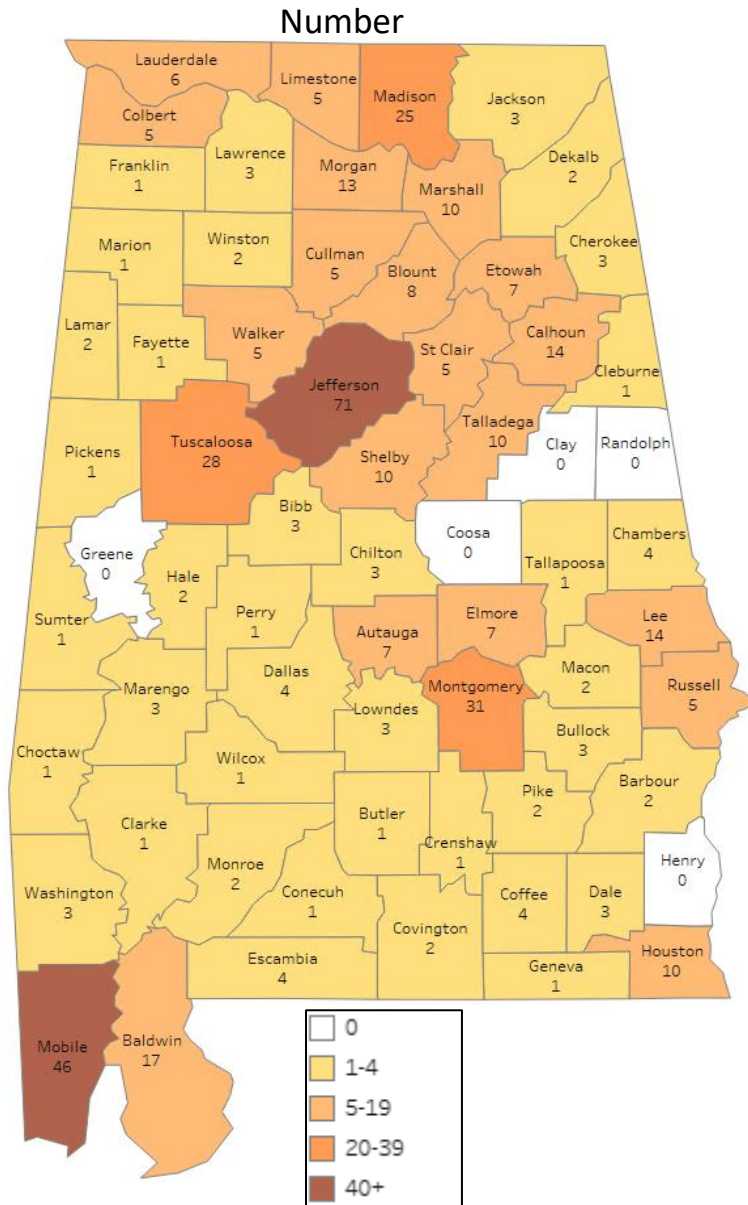 Number
Lauderdale
6
Limestone
5
Madison
25
Jackson
3
Colbert
5
Franklin
1
Lawrence
3
Morgan
13
Marshall
10
Dekalb
2
Cherokee
3
Marion
1
Winston
2
Cullman
5
Blount
8
Etowah
7
Lamar
2
Fayette
1
Walker
5
Jefferson
71
St Clair
5
Calhoun
14
Cleburne
1
Pickens
1
Tuscaloosa
28
Shelby
10
Talladega
10
Clay
0
Randolph
0
Bibb
3
Greene
0
Hale
2
Chilton
3
Coosa
0
Tallapoosa
1
Chambers
4
Sumter
1
Perry
1
Autauga
7
Elmore
7
Lee
14
Marengo
3
Dallas
4
Lowndes
3
Montgomery
31
Macon
2
Russell
5
Bullock
3
Choctaw
1
Wilcox
1
Clarke
1
Butler
1
Crenshaw
1
Pike
2
Barbour
2
Monroe
2
Henry
0
Washington
3
Conecuh
1
Coffee
4
Dale
3
Covington
2
Escambia
4
Geneva
1
Houston
10
Mobile
46
Baldwin
17
0
1-4
5-19
20-39
40+